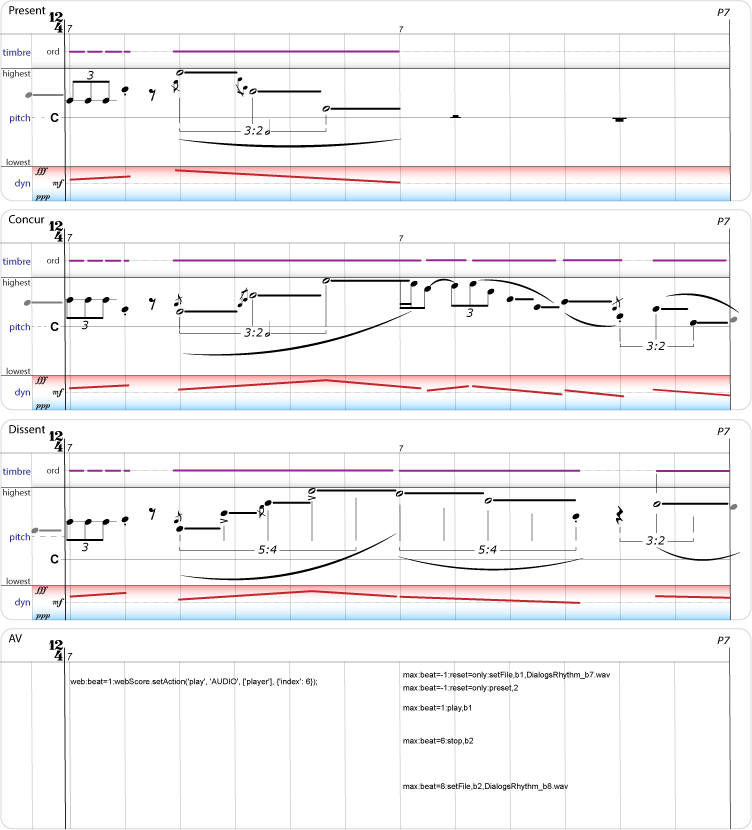 Present
P7
12
4
7
7
timbre
ord
highest
3
pitch
C
3:2
lowest
fff
dyn
mf
ppp
Concur
P7
12
4
7
7
timbre
ord
highest
3
3
pitch
C
3:2
3:2
lowest
fff
dyn
mf
ppp
Dissent
P7
12
4
7
7
timbre
ord
highest
pitch
3
5:4
5:4
3:2
C
lowest
fff
dyn
mf
ppp
AV
P7
12
4
7
max:beat=-1:reset=only:setFile,b1,DialogsRhythm_b7.wav
web:beat=1:webScore.setAction('play', 'AUDIO', ['player'], {'index': 6});
max:beat=-1:reset=only:preset,2
max:beat=1:play,b1
max:beat=6:stop,b2
max:beat=8:setFile,b2,DialogsRhythm_b8.wav